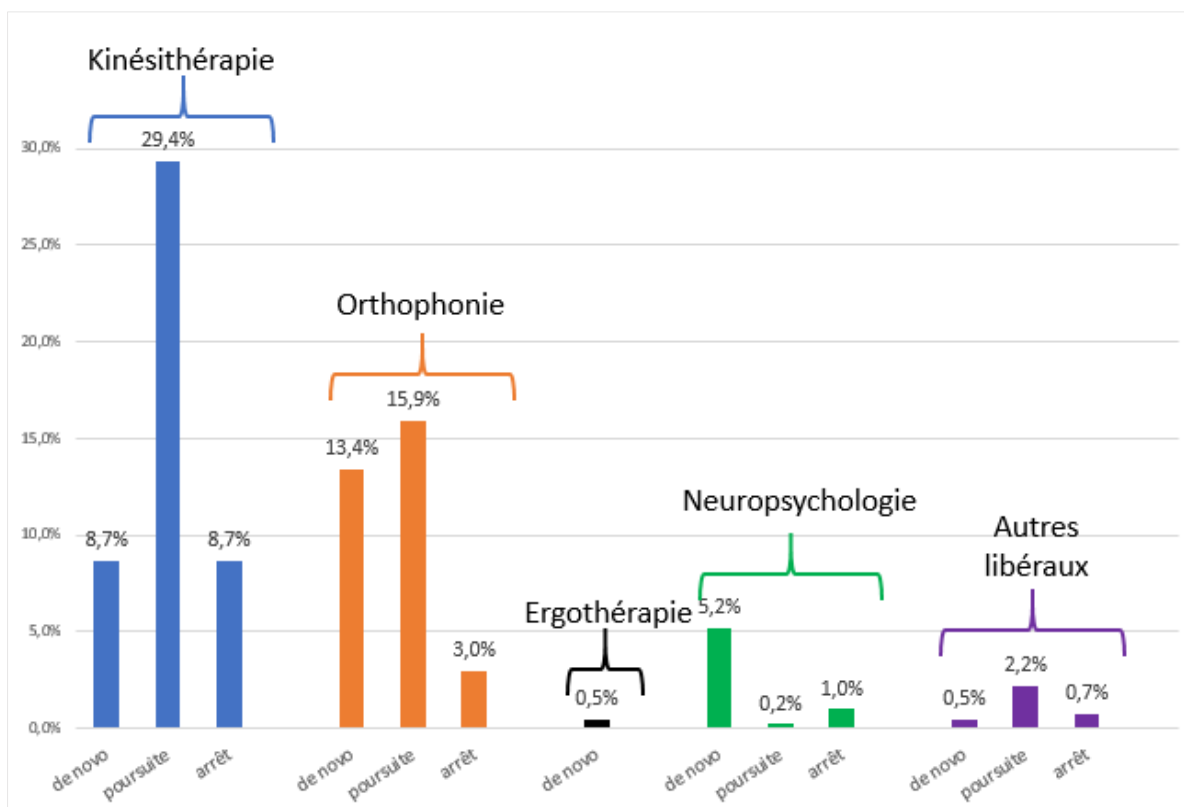 Kinésithérapie
29,4%
30,0%
25,0%
Orthophonie
20,0%
15,9%
15,0%
13,4%
Neuropsychologie
Autres
libéraux
10,0%
8,7%
8,7%
Ergothérapie
5,2%
5,0%
3,0%
0,5%
0,2%
1,0%
0,5%
2,2%
0,7%
0,0%
de novo
poursuite
arrêt
de novo
poursuite
arrêt
de novo
de novo
poursuite
arrêt
de novo
poursuite
arrêt